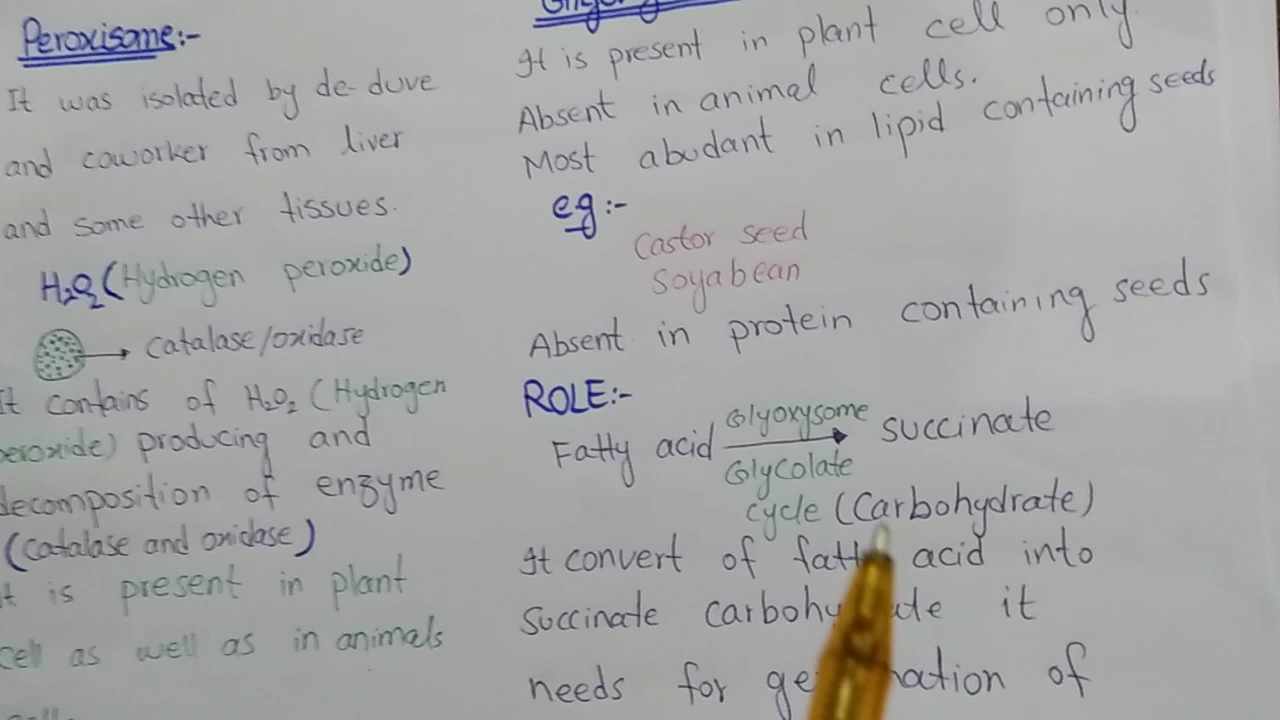 Peroxisome:-
It was isolated by de-duve
and coworker from liver
and some other tissues.
H2O2 (Hydrogen peroxide)
catalase/oxidase
It contains of H2O2 (Hydrogen
peroxide) producing and
decomposition of enzyme
(catalase and oxidase)
It is present in plant
cell as well as in animals
It is present in plant cell only.
Absent in animal cells.
Most abudant in lipid containing seeds
eg:-
Castor seed
Soyabean
Absent in protein containing seeds
ROLE:-
Fatty acid Glyoxysome succinate
Glycolate
cycle (Carbohydrate)
It convert of acid into
Succinate it
needs for of